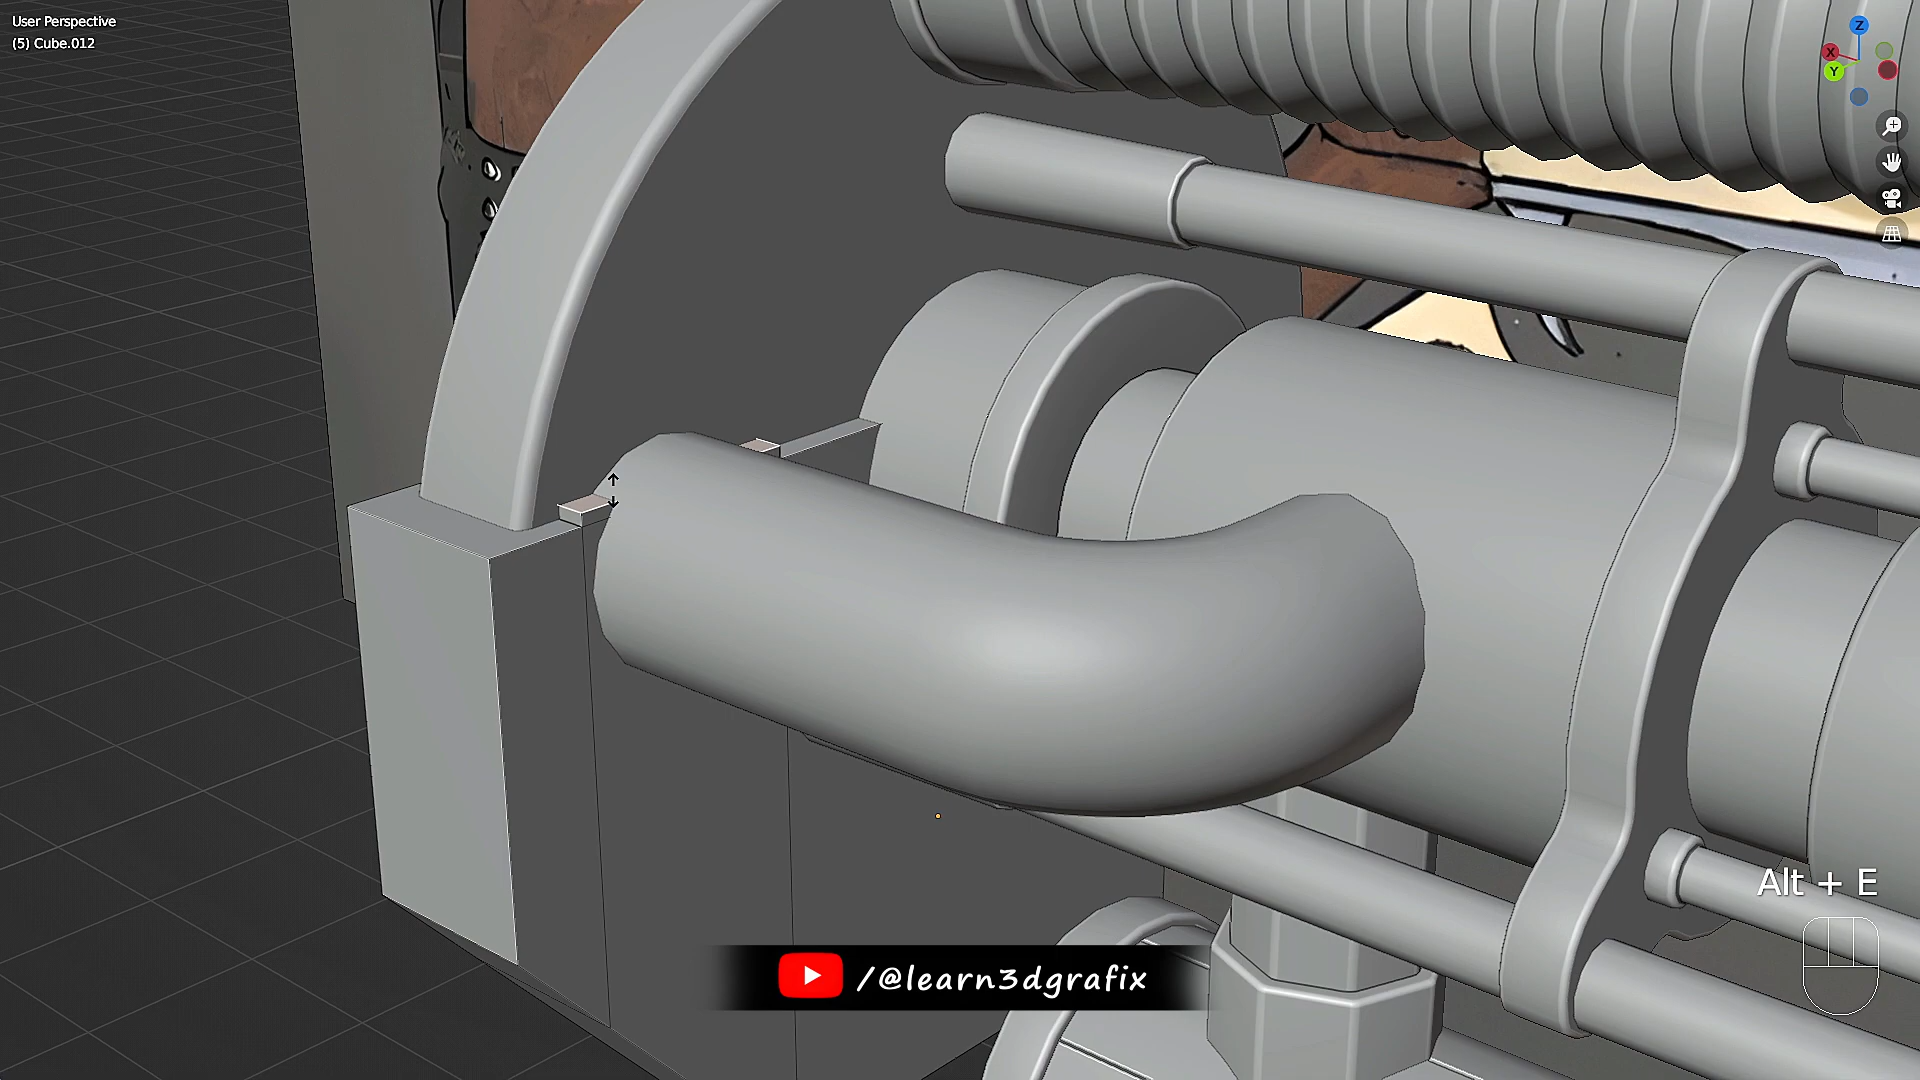 User Perspective
(5) Cube.012
Z
X
Y
Alt + E
/@learn3dgrafix